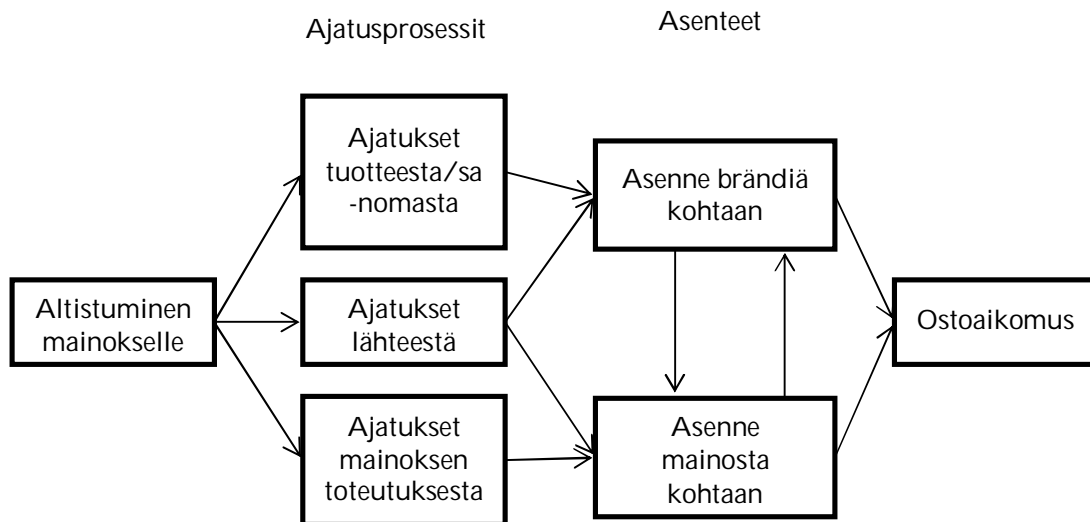 Ajatusprosessit
Asenteet
Ajatukset
tuotteesta/sa
-nomasta
Asenne brändiä
kohtaan
Altistuminen
mainokselle
Ajatukset
lähteestä
Ostoaikomus
Ajatukset
mainoksen
toteutuksesta
Asenne
mainosta
kohtaan